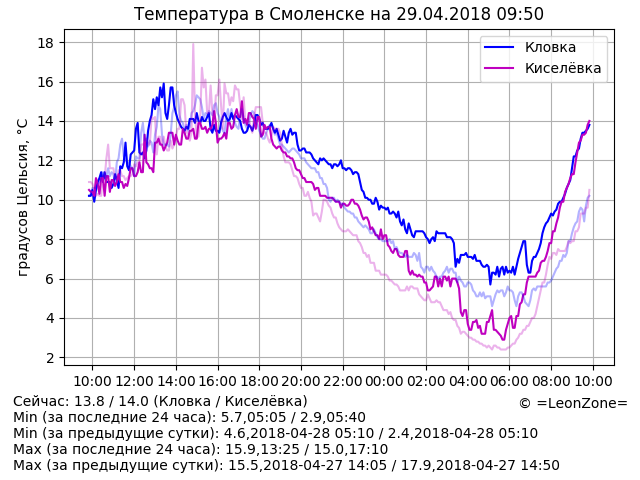 Температура в Смоленске на 29.04.2018 09:50
Кловка
Киселёвка
градусов Цельсия, °C
18
16
14
12
10
8
6
4
2
10:00 12:00 14:00 16:00 18:00 20:00 22:00 00:00 02:00 04:00 06:00 08:00 10:00
Сейчас: 13.8 / 14.0 (Кловка / Киселёвка)
© =LeonZone=
Min (за последние 24 часа): 5.7,05:05 / 2.9,05:40
Min (за предыдущие сутки): 4.6,2018-04-28 05:10 / 2.4,2018-04-28 05:10
Max (за последние 24 часа): 15.9,13:25 / 15.0,17:10
Max (за предыдущие сутки): 15.5,2018-04-27 14:05 / 17.9,2018-04-27 14:50